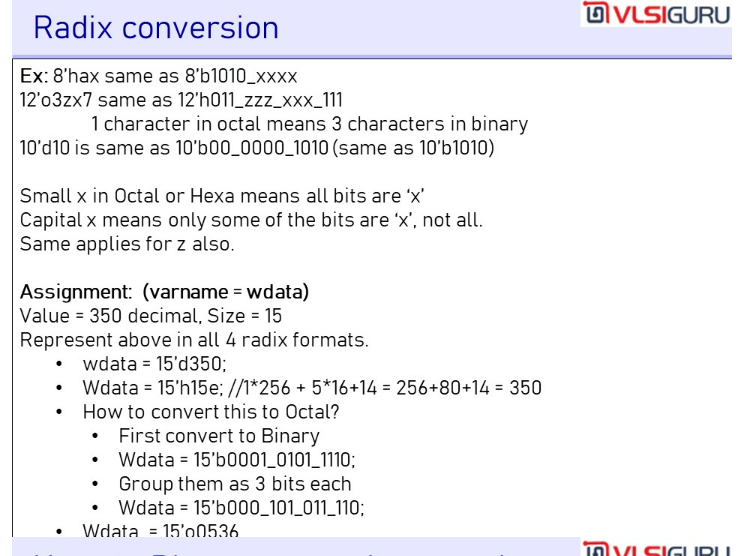 Radix conversion
VLSIGURU
Ex: 8'hax same as 8'b1010_xxxx
12'o3zx7 same as 12'h011_zzz_xxx_111
1 character in octal means 3 characters in binary
10'd10 is same as 10'b00_0000_1010 (same as 10'b1010)
Small x in Octal or Hexa means all bits are 'x'
Capital x means only some of the bits are 'x', not all.
Same applies for z also.
Assignment: (varname = wdata)
Value = 350 decimal, Size = 15
Represent above in all 4 radix formats.
• wdata = 15'd350;
• Wdata = 15'h15e; //1*256 + 5*16+14 = 256+80+14 = 350
• How to convert this to Octal?
• First convert to Binary
• Wdata = 15'b0001_0101_1110;
• Group them as 3 bits each
• Wdata = 15'b000_101_011_110;
• Wdata = 15'o0536
VLSIGURU